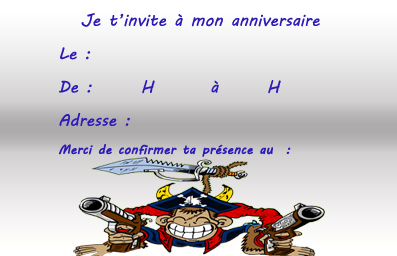 Je t'invite à mon anniversaire
Le :
De : H à H
Adresse :
Merci de confirmer ta présence au :